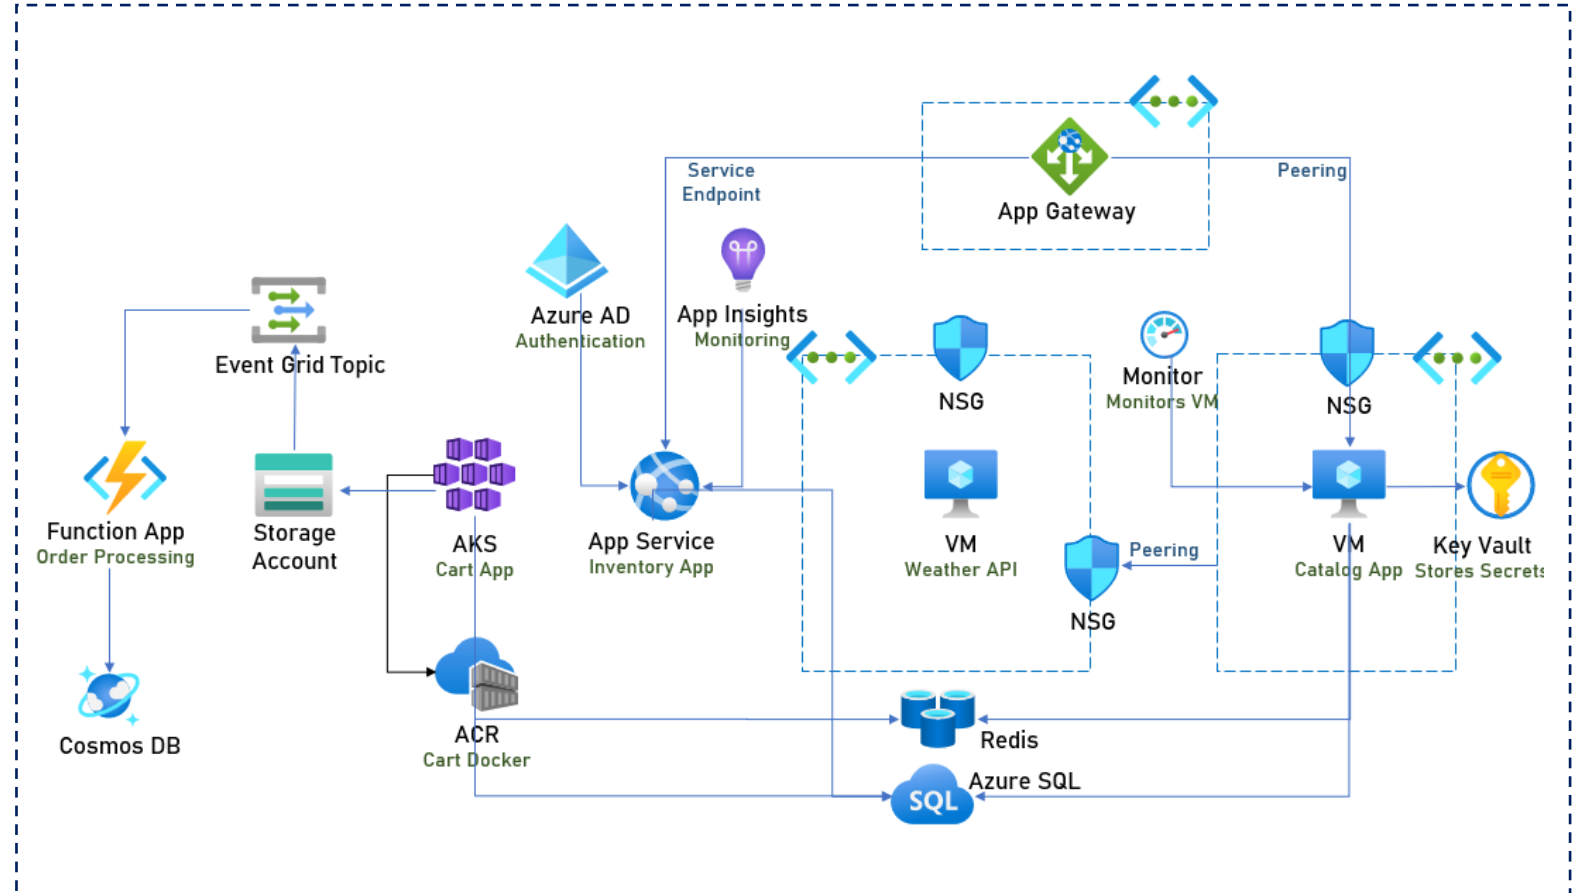 Service
Endpoint
Peering
App Gateway
Azure AD
Authentication
App Insights
Monitoring
Event Grid Topic
NSG
Monitor
Monitors VM
NSG
Function App
Order Processing
Storage
Account
AKS
Cart App
App Service
Inventory App
VM
Weather API
Peering
NSG
VM
Catalog App
Key Vault
Stores Secrets
Cosmos DB
ACR
Cart Docker
Redis
SQL
Azure SQL